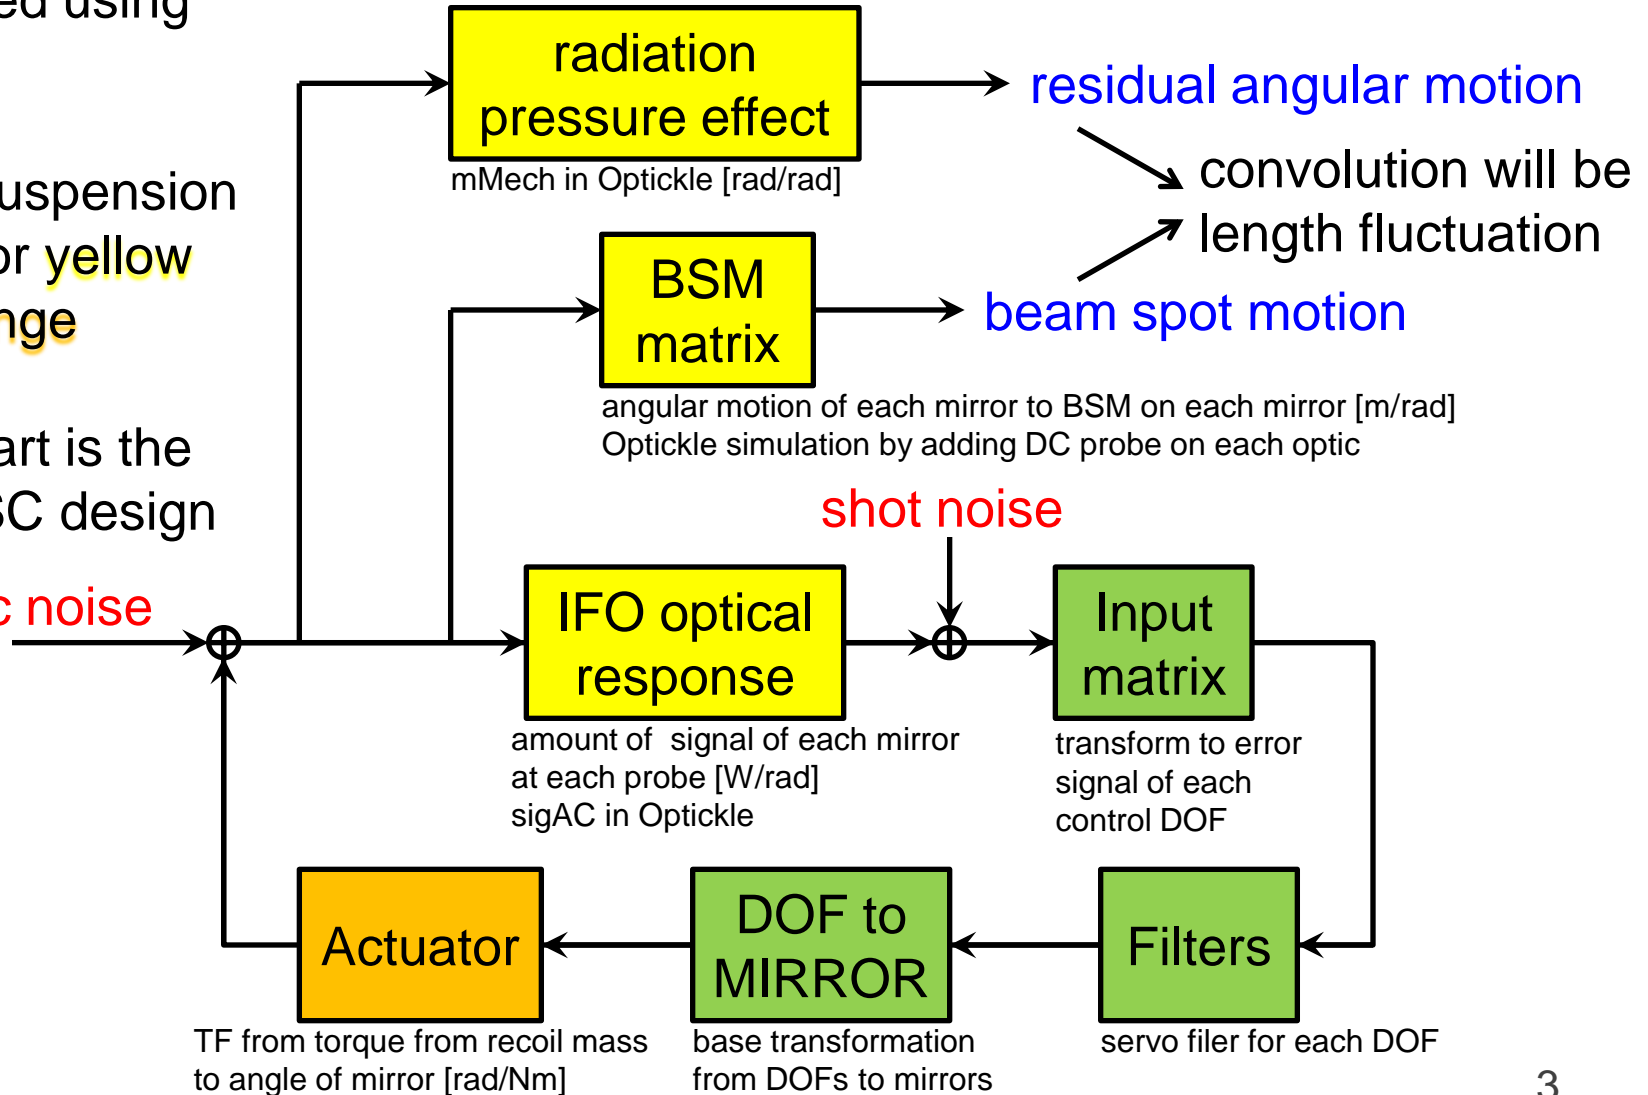 ed using
uspension
or yellow
nge
art is the
SC design
c noise
radiation
pressure effect
mMech in Optickle [rad/rad]
residual angular motion
convolution will be
length fluctuation
BSM
matrix
beam spot motion
angular motion of each mirror to BSM on each mirror [m/rad]
Optickle simulation by adding DC probe on each optic
shot noise
IFO optical
response
amount of signal of each mirror
at each probe [W/rad]
sigAC in Optickle
Input
matrix
transform to error
signal of each
control DOF
Actuator
TF from torque from recoil mass
to angle of mirror [rad/Nm]
DOF to
MIRROR
base transformation
from DOFs to mirrors
Filters
servo filer for each DOF
3